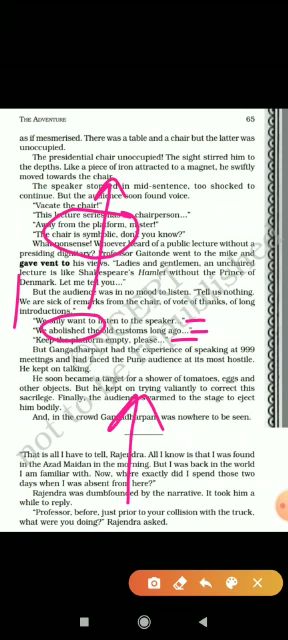 THE ADVENTURE 65
as if mesmerised. There was a table and a chair but the latter was
unoccupied.
The presidential chair unoccupied! The sight stirred him to
the depths. Like a piece of iron attracted to a magnet, he swiftly
moved towards the chair.
The speaker stopped in mid-sentence, too shocked to
continue. But the audience soon found voice.
“Vacate the chair!”
“This lecture series has no chairperson...”
“Away from the platform, mister!”
“The chair is symbolic, don't you know?”
What nonsense! Whoever heard of a public lecture without a
presiding dignitary? Professor Gaitonde went to the mike and
gave vent to his views. “Ladies and gentlemen, an unchaired
lecture is like Shakespeare's Hamlet without the Prince of
Denmark. Let me tell you...”
But the audience was in no mood to listen. “Tell us nothing.
We are sick of remarks from the chair, of vote of thanks, of long
introductions.”
“We only want to listen to the speaker...”
“We abolished the old customs long ago...”
“Keep the platform empty, please...”
But Gangadharpant had the experience of speaking at 999
meetings and had faced the Pune audience at its most hostile.
He kept on talking.
He soon became a target for a shower of tomatoes, eggs and
other objects. But he kept on trying valiantly to correct this
sacrilege. Finally, the audience swarmed to the stage to eject
him bodily.
And, in the crowd Gangadharpant was nowhere to be seen.
“That is all I have to tell, Rajendra. All I know is that I was found
in the Azad Maidan in the morning. But I was back in the world
I am familiar with. Now, where exactly did I spend those two
days when I was absent from here?”
Rajendra was dumbfounded by the narrative. It took him a
while to reply.
“Professor, before, just prior to your collision with the truck,
what were you doing?” Rajendra asked.
not to be republished